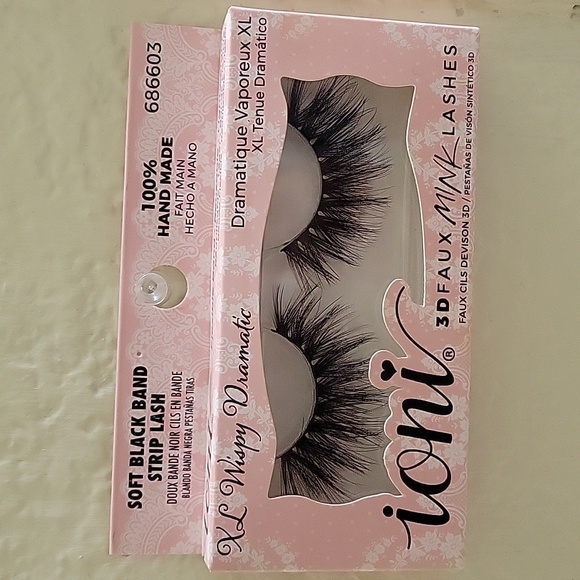 SOFT BLACK BAND
STRIP LASH
DOUX BANDE NOIR CILS EN BANDE
BLANDO BANDA NEGRA PESTAÑAS TIRAS
100%
HAND MADE
FAIT MAIN
HECHO A MANO
686603
XL Wispy Dramatic
Dramatique Vaporeux XL
XL Tenue Dramático
ioni®
3D FAUX MINK LASHES
FAUX CILS DEVISON 3D / PESTAÑAS DE VISÓN SINTÉTICO 3D